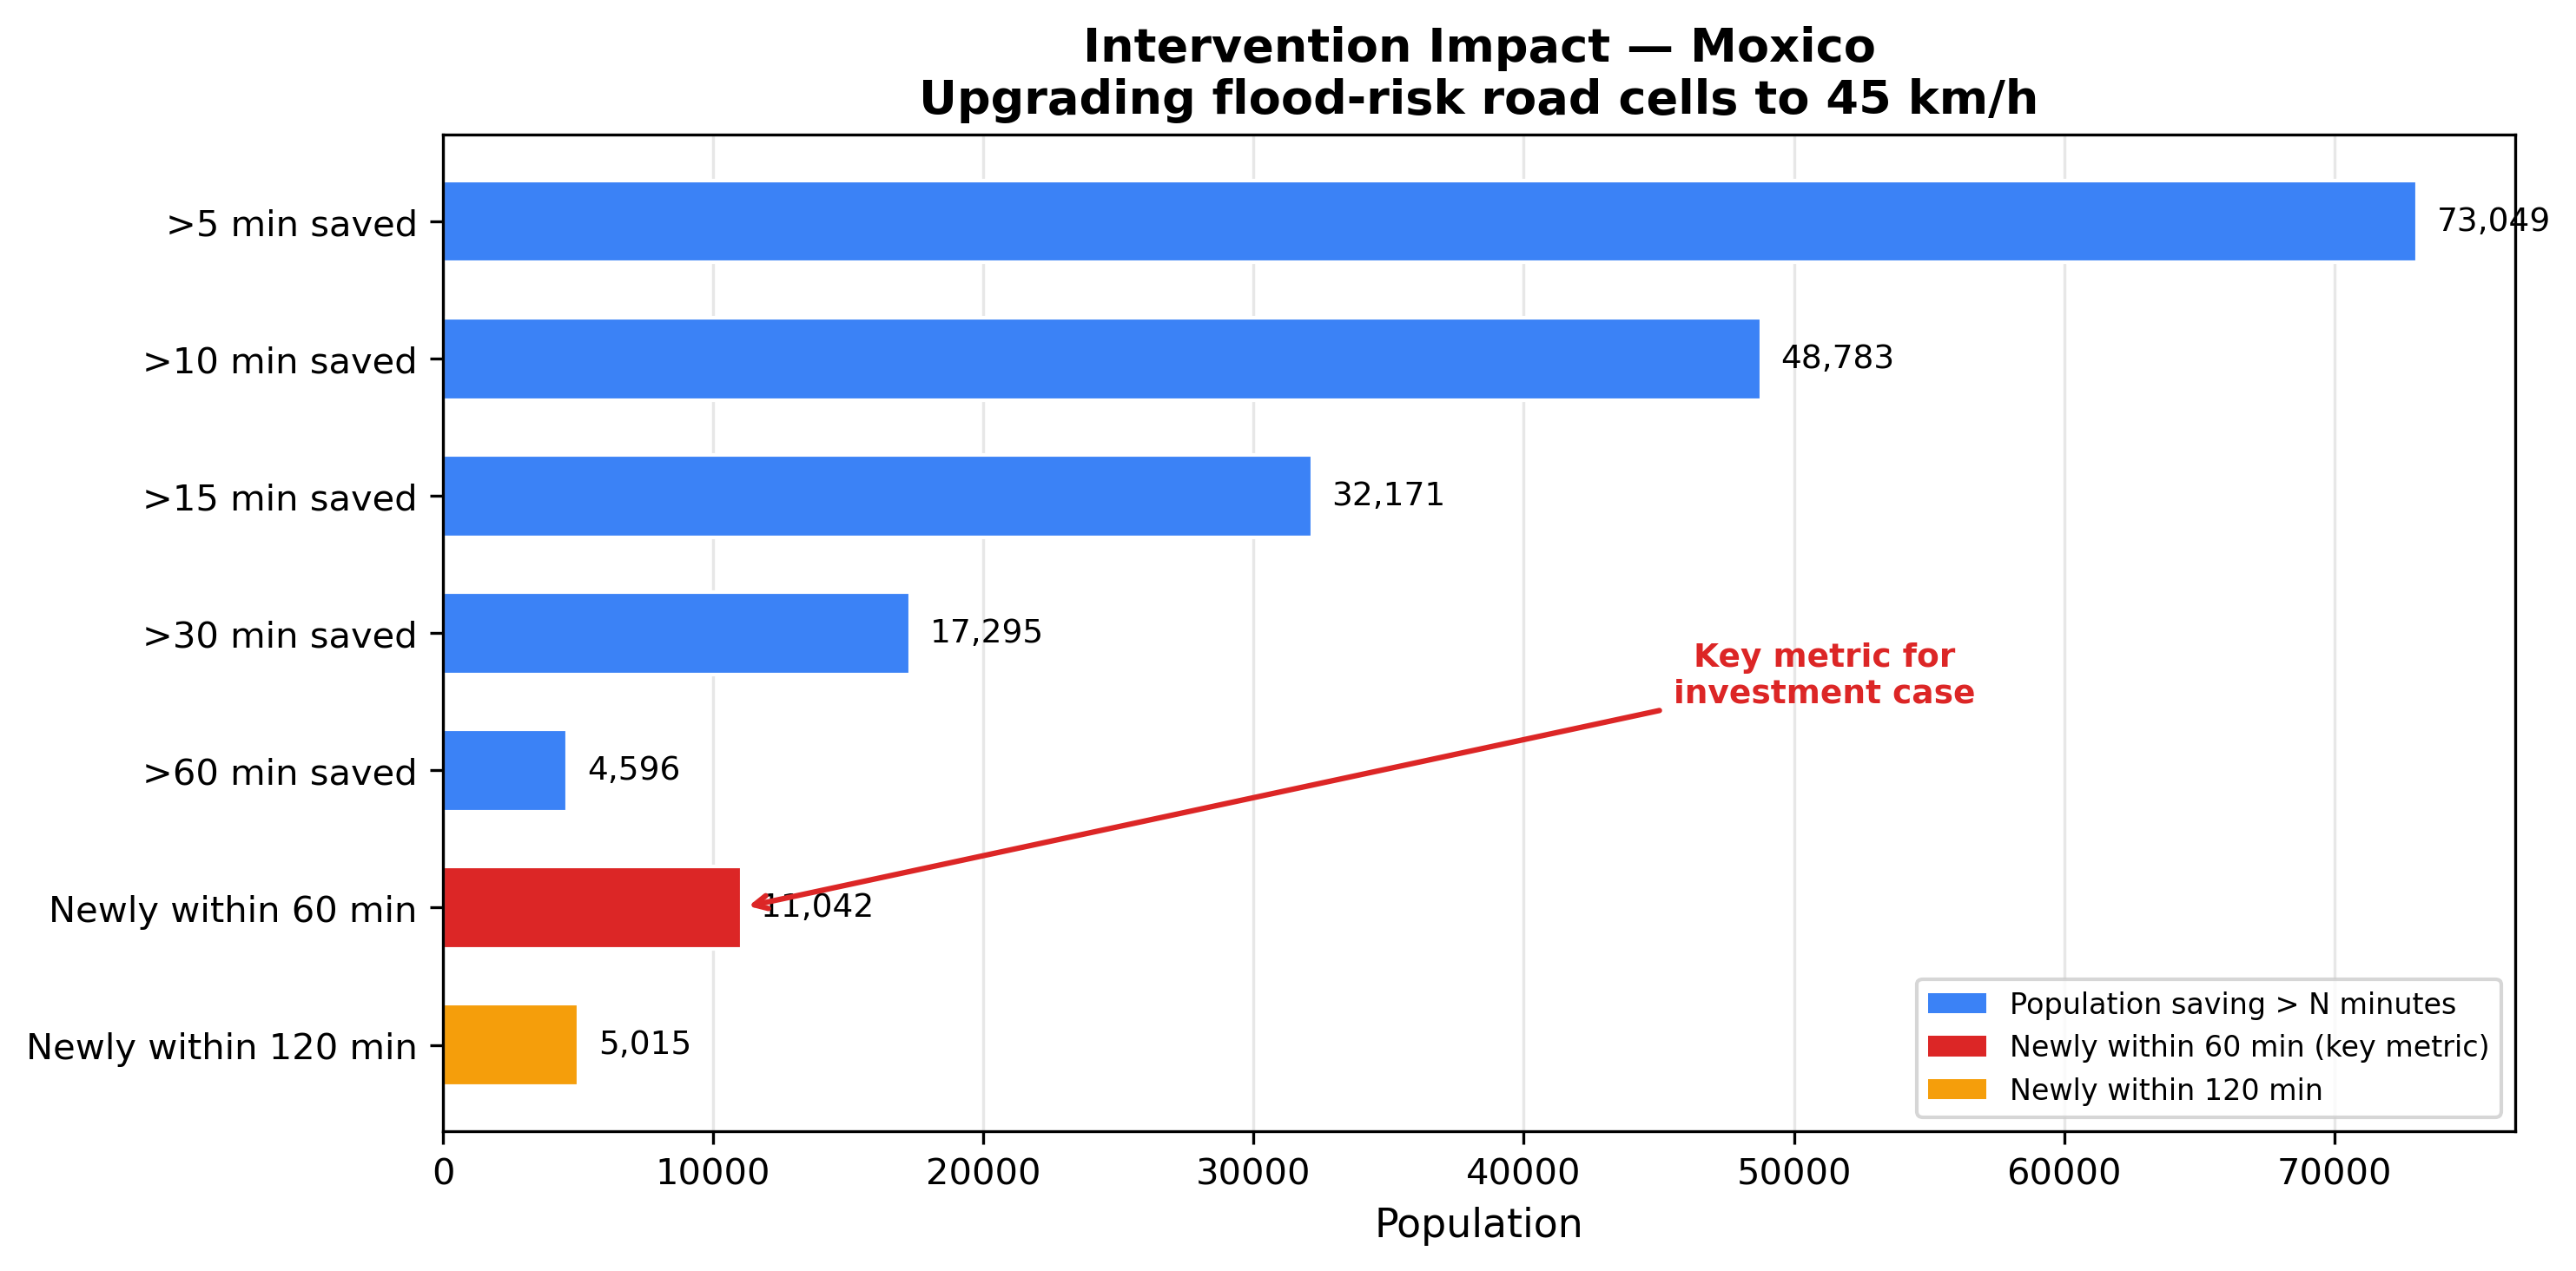 Intervention Impact — Moxico
Upgrading flood-risk road cells to 45 km/h
>5 min saved
73,049
>10 min saved
48,783
>15 min saved
32,171
>30 min saved
17,295
Key metric for
investment case
>60 min saved
4,596
Newly within 60 min
11,042
Newly within 120 min
5,015
Population saving > N minutes
Newly within 60 min (key metric)
Newly within 120 min
0 10000 20000 30000 40000 50000 60000 70000
Population